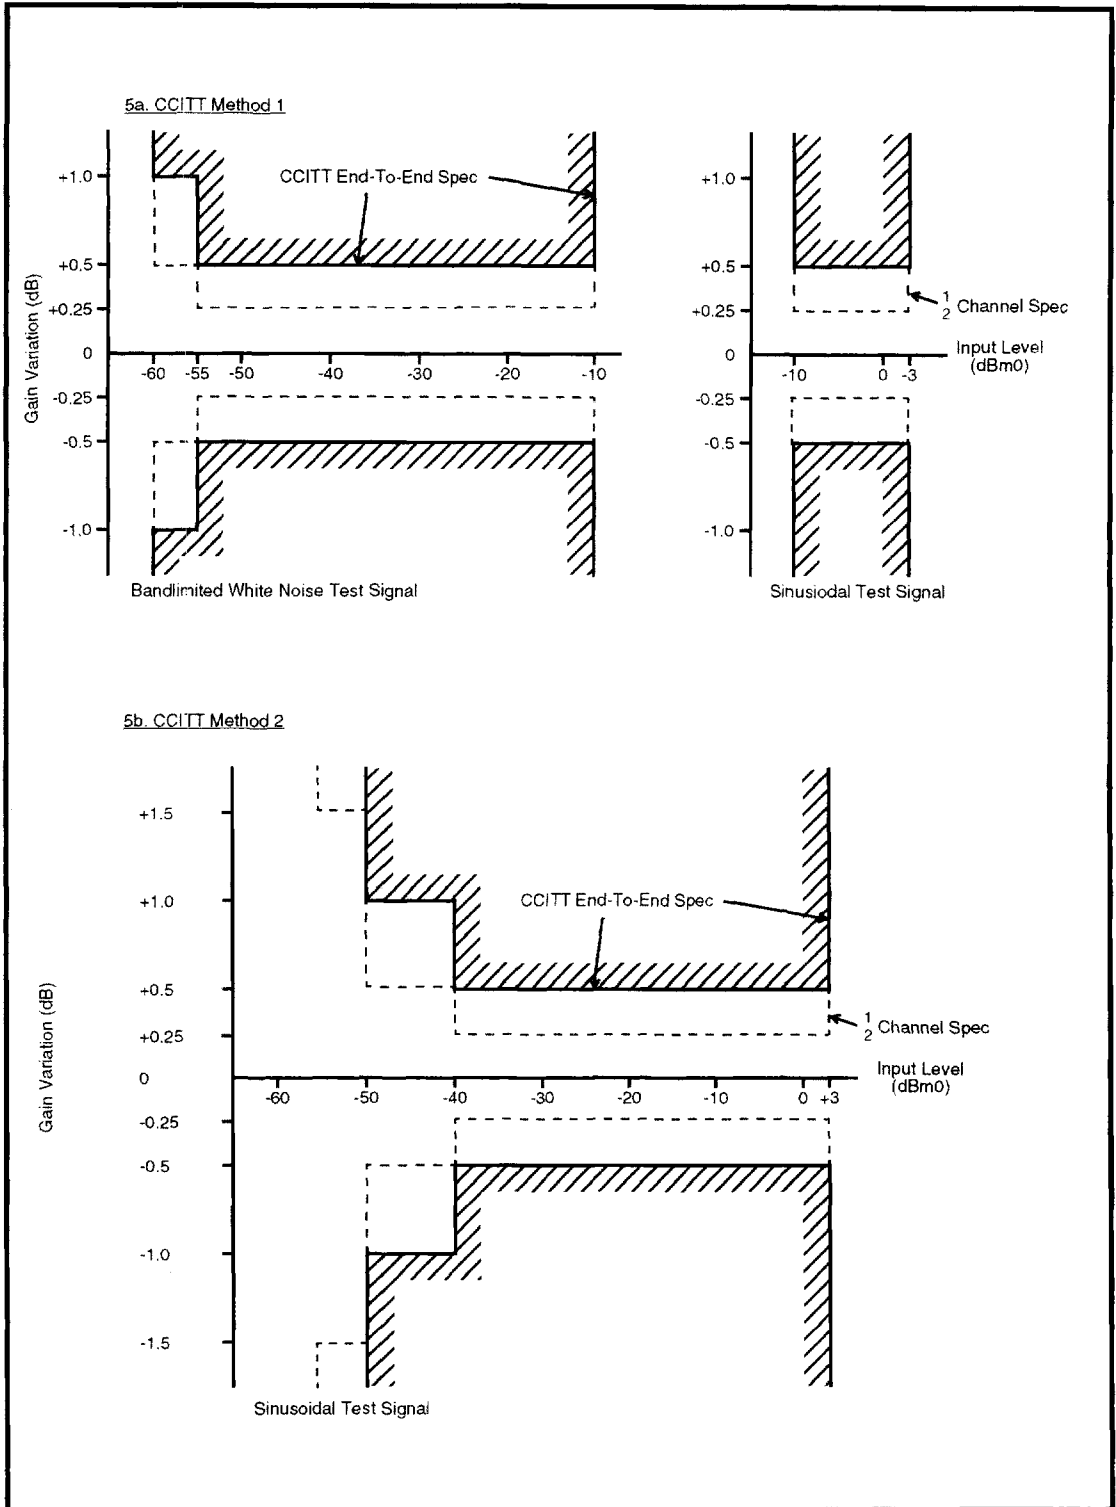 5a. CCITT Method 1
CCITT End-To-End Spec
+1.0
+0.5
+0.25
0
-0.25
-0.5
-1.0
Gain Variation (dB)
-60 -55 -50 -40 -30 -20 -10
Bandlimited White Noise Test Signal
+1.0
+0.5
+0.25
0
-0.25
-0.5
-1.0
1/2 Channel Spec
Input Level
(dBm0)
-10 0 -3
Sinusiodal Test Signal
5b. CCITT Method 2
+1.5
+1.0
+0.5
+0.25
0
-0.25
-0.5
-1.0
-1.5
Gain Variation (dB)
CCITT End-To-End Spec
1/2 Channel Spec
Input Level
(dBm0)
-60 -50 -40 -30 -20 -10 0 +3
Sinusoidal Test Signal